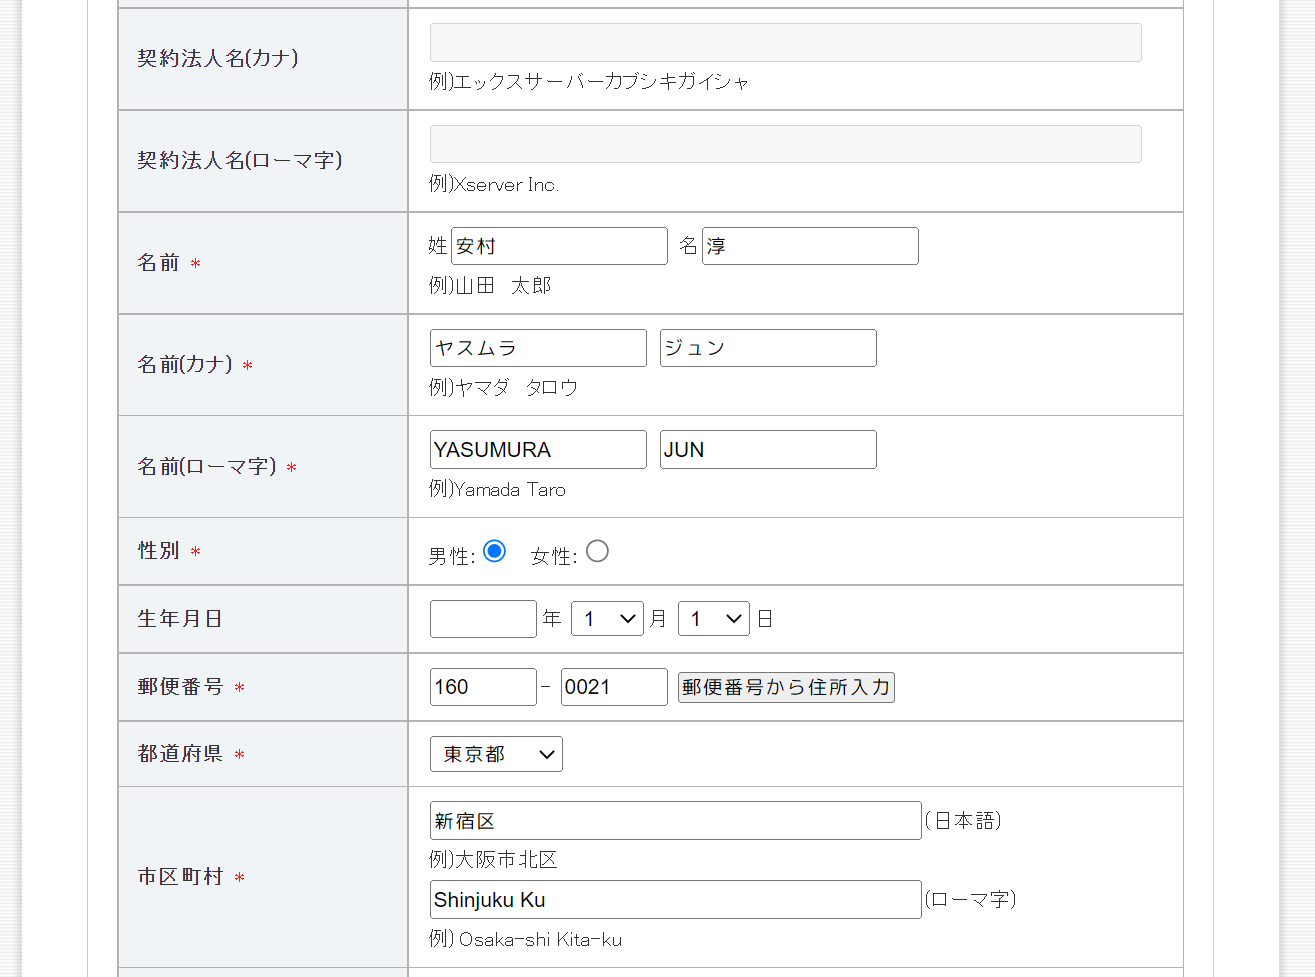 契約法人名(カナ)
例)エックスサーバーカブシキガイシャ
契約法人名(ローマ字)
例)Xserver Inc.
名前 *
姓 安村 名 淳
例)山田　太郎
名前(カナ) *
ヤスムラ ジュン
例)ヤマダ　タロウ
名前(ローマ字) *
YASUMURA JUN
例)Yamada Taro
性別 *
男性: 女性:
生年月日
年 1 月 1 日
郵便番号 *
160 - 0021 郵便番号から住所入力
都道府県 *
東京都
市区町村 *
新宿区 (日本語)
例)大阪市北区
Shinjuku Ku (ローマ字)
例) Osaka-shi Kita-ku